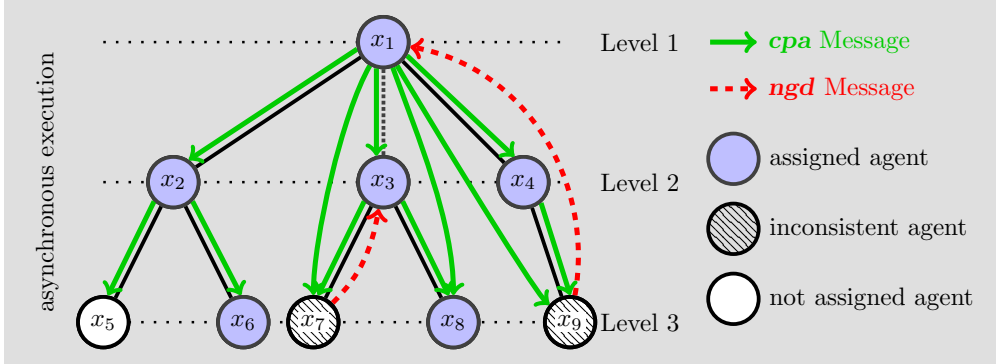 x1
Level 1
x2
x3
x4
Level 2
x5
x6
x7
x8
x9
Level 3
asynchronous execution
cpa Message
ngd Message
assigned agent
inconsistent agent
not assigned agent